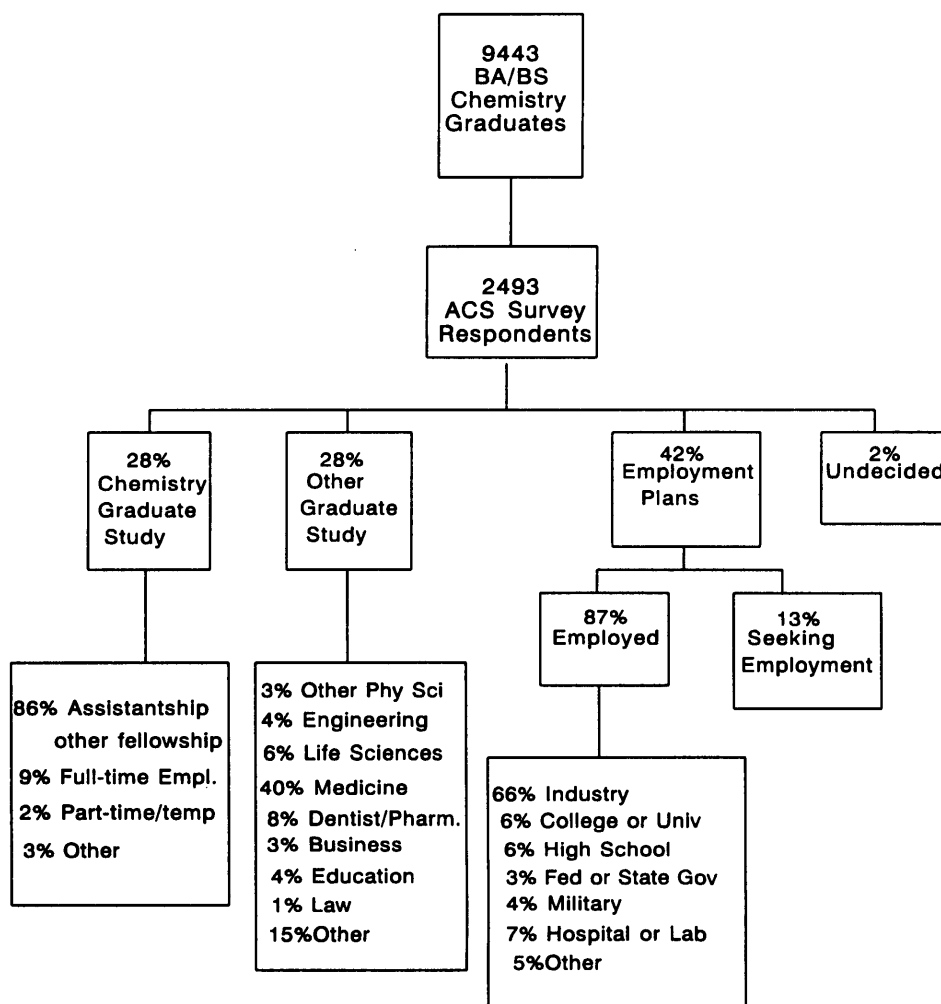 9443
BA/BS
Chemistry
Graduates
2493
ACS Survey
Respondents
28%
Chemistry
Graduate
Study
28%
Other
Graduate
Study
42%
Employment
Plans
2%
Undecided
87%
Employed
13%
Seeking
Employment
86% Assistantship
other fellowship
9% Full-time Empl.
2% Part-time/temp
3% Other
3% Other Phy Sci
4% Engineering
6% Life Sciences
40% Medicine
8% Dentist/Pharm.
3% Business
4% Education
1% Law
15%Other
66% Industry
6% College or Univ
6% High School
3% Fed or State Gov
4% Military
7% Hospital or Lab
5%Other